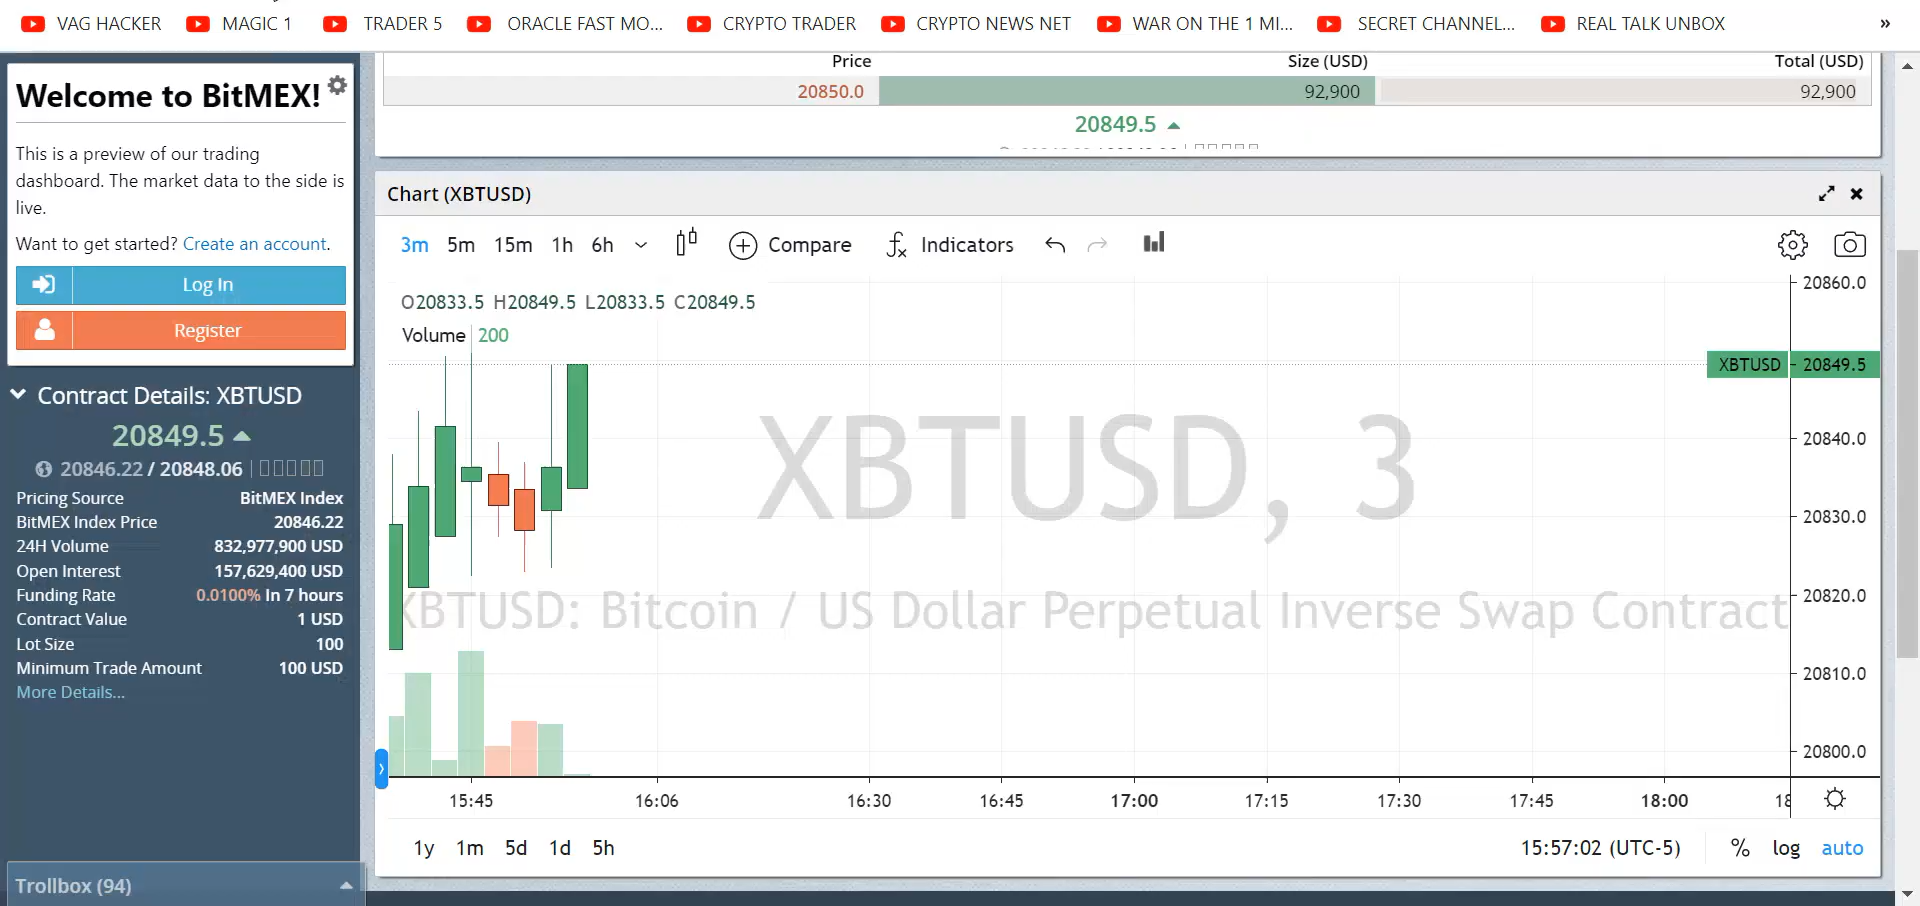 VAG HACKER MAGIC 1 TRADER 5 ORACLE FAST MO... CRYPTO TRADER CRYPTO NEWS NET WAR ON THE 1 MI... SECRET CHANNEL... REAL TALK UNBOX »
Welcome to BitMEX!
This is a preview of our trading
dashboard. The market data to the side is
live.
Want to get started? Create an account.
Log In
Register
Contract Details: XBTUSD
20849.5
20846.22 / 20848.06
Pricing Source BitMEX Index
BitMEX Index Price 20846.22
24H Volume 832,977,900 USD
Open Interest 157,629,400 USD
Funding Rate 0.0100% In 7 hours
Contract Value 1 USD
Lot Size 100
Minimum Trade Amount 100 USD
More Details...
Trollbox (94)
Price Size (USD) Total (USD)
20850.0 92,900 92,900
20849.5
Chart (XBTUSD)
3m 5m 15m 1h 6h Compare Indicators
O20833.5 H20849.5 L20833.5 C20849.5
Volume 200
XBTUSD, 3
XBTUSD: Bitcoin / US Dollar Perpetual Inverse Swap Contract
20860.0
XBTUSD 20849.5
20840.0
20830.0
20820.0
20810.0
20800.0
15:45 16:06 16:30 16:45 17:00 17:15 17:30 17:45 18:00
1y 1m 5d 1d 5h 15:57:02 (UTC-5) % log auto